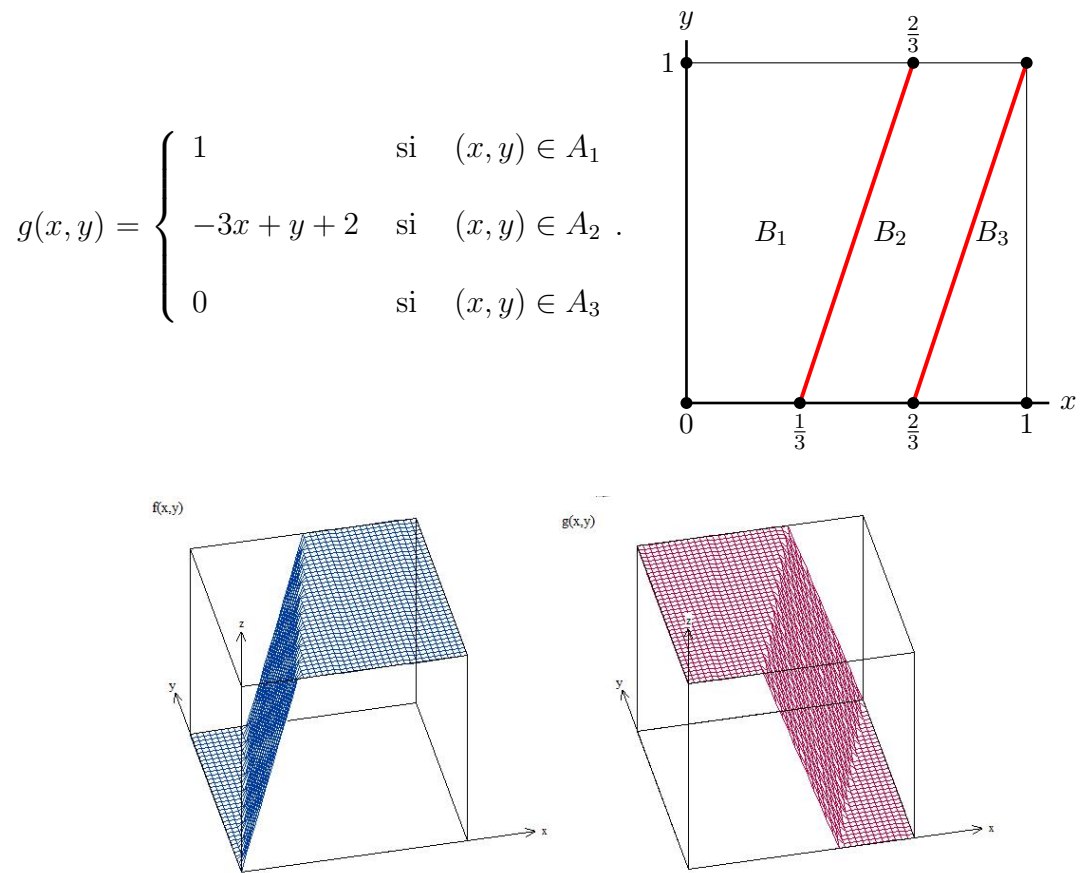 g(x, y) = { 1 si (x, y) ∈ A₁
−3x + y + 2 si (x, y) ∈ A₂ .
0 si (x, y) ∈ A₃
y
2/3
1
B₁ B₂ B₃
x
0 1/3 2/3 1
f(x,y)
z
y
x
g(x,y)
z
y
x